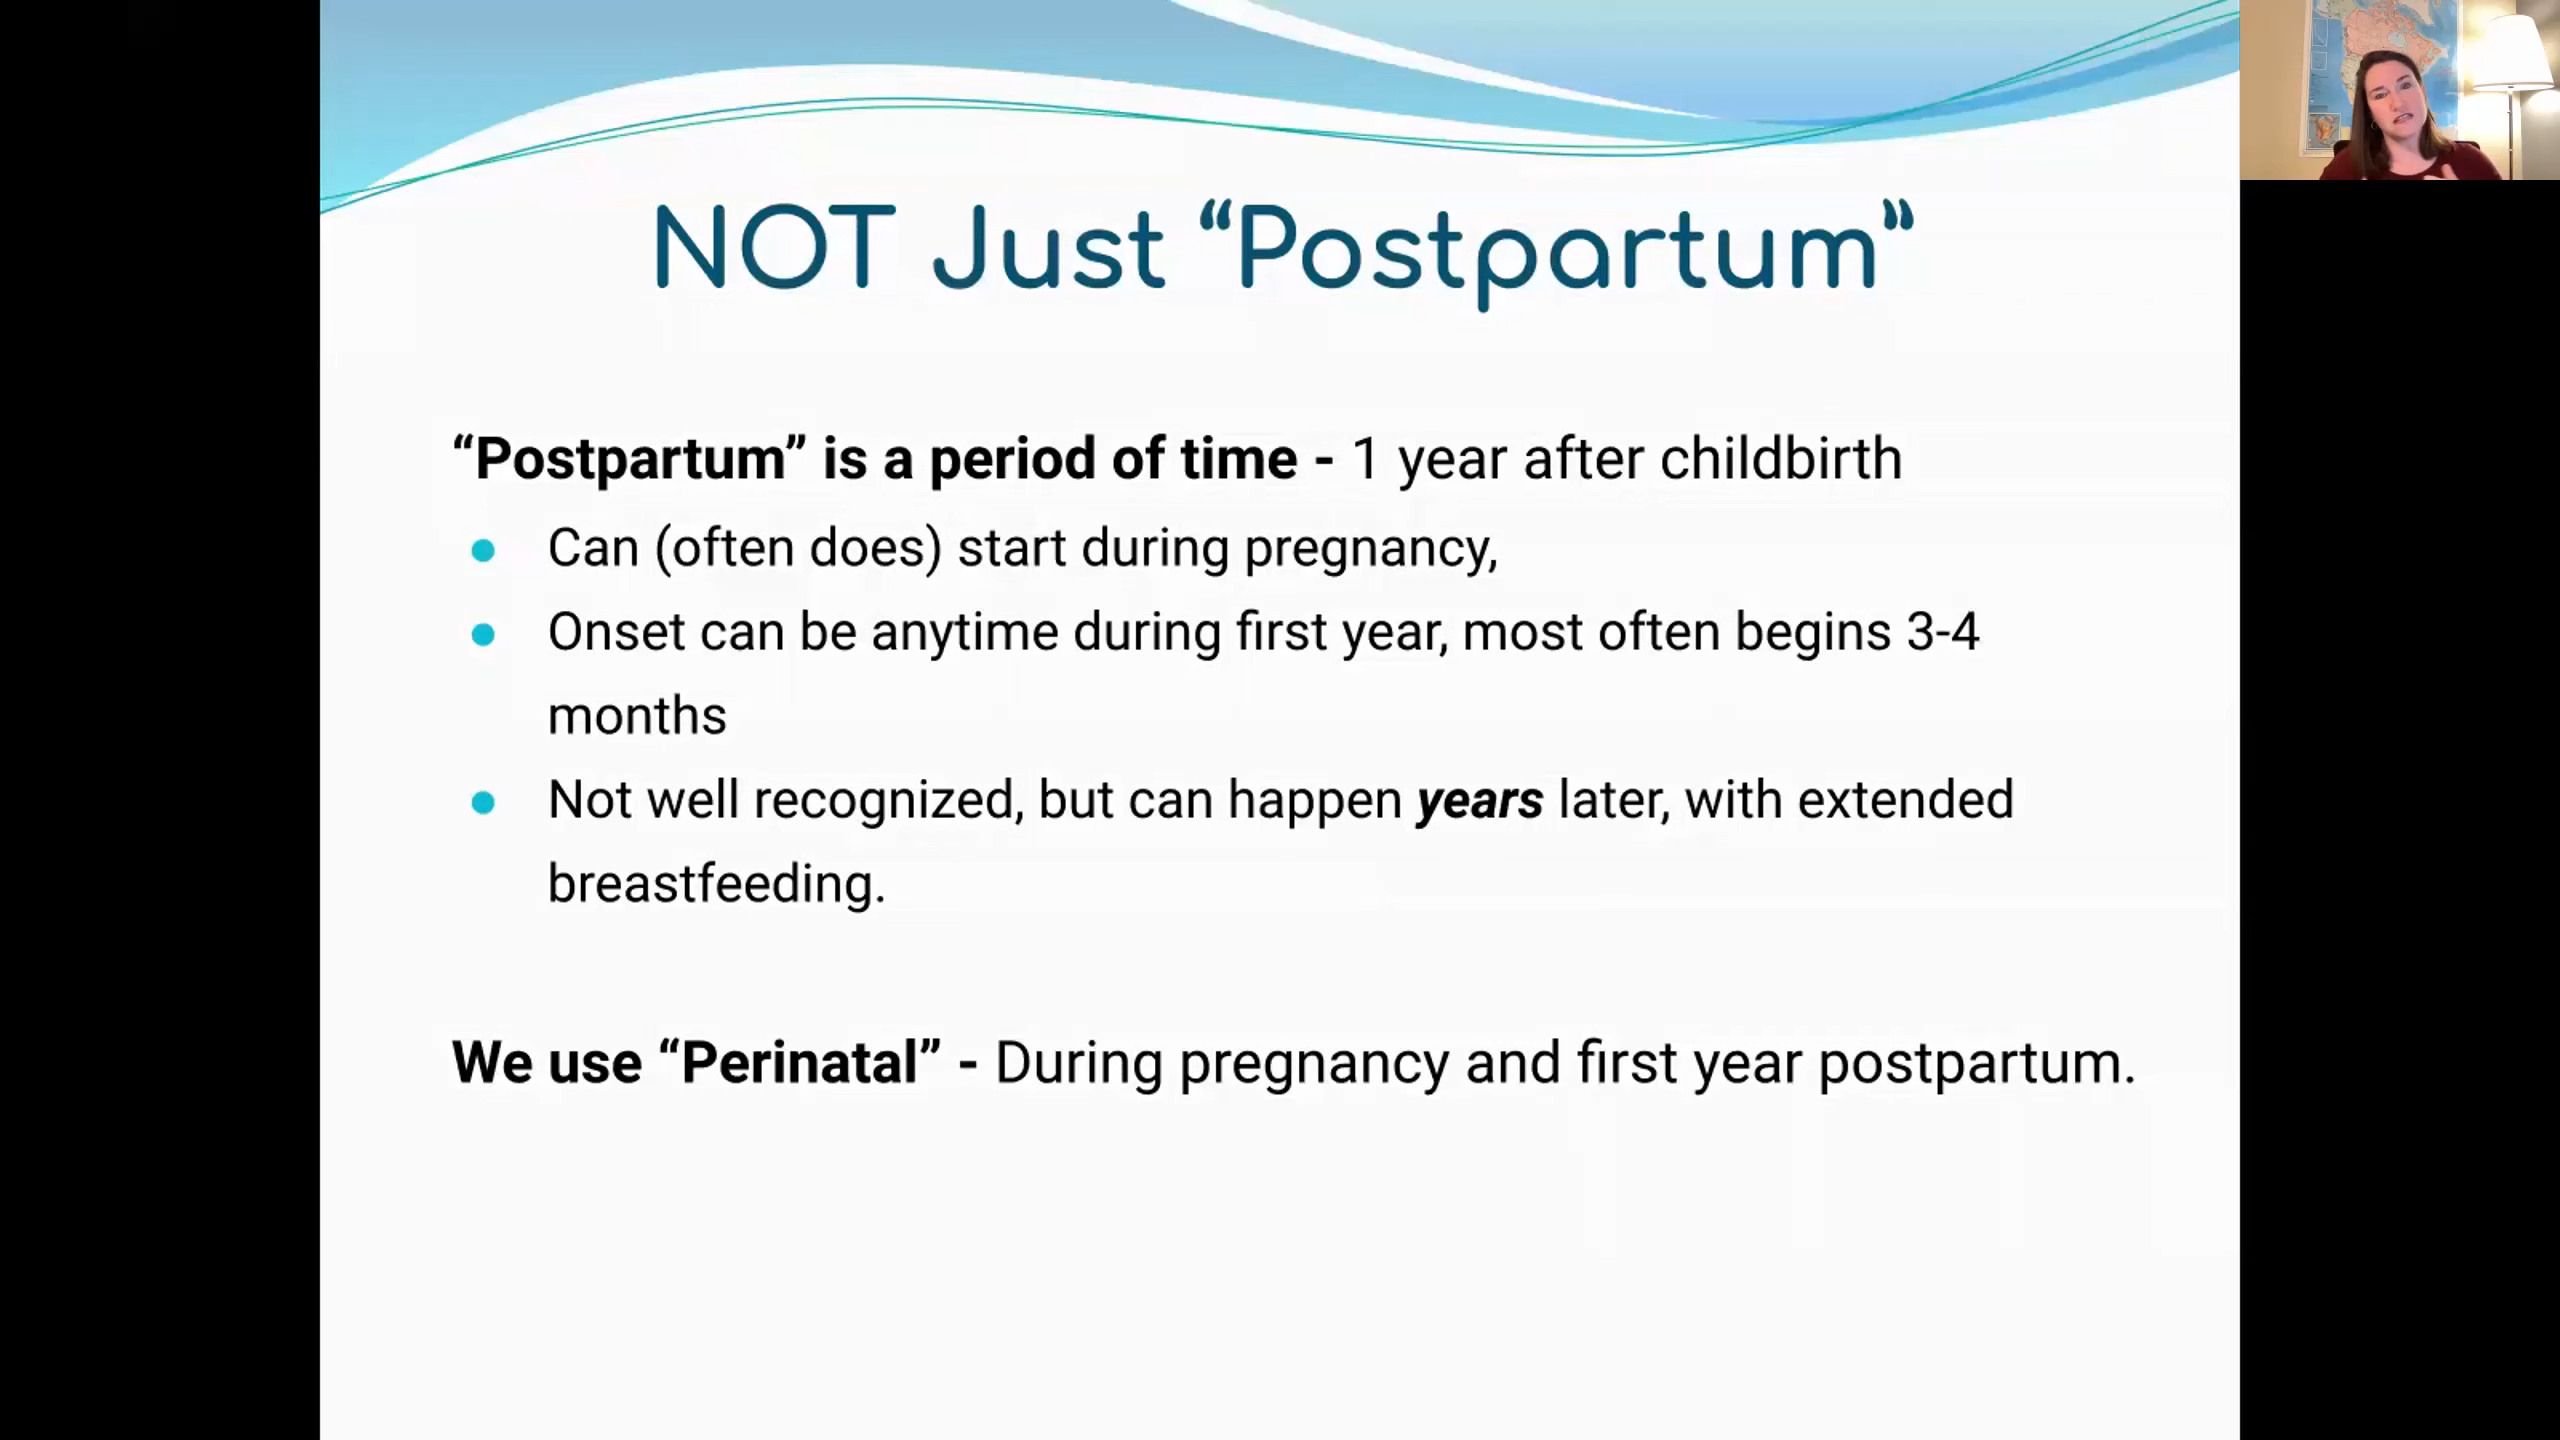 NOT Just “Postpartum”
“Postpartum” is a period of time - 1 year after childbirth
● Can (often does) start during pregnancy,
● Onset can be anytime during first year, most often begins 3-4
months
● Not well recognized, but can happen years later, with extended
breastfeeding.
We use “Perinatal” - During pregnancy and first year postpartum.